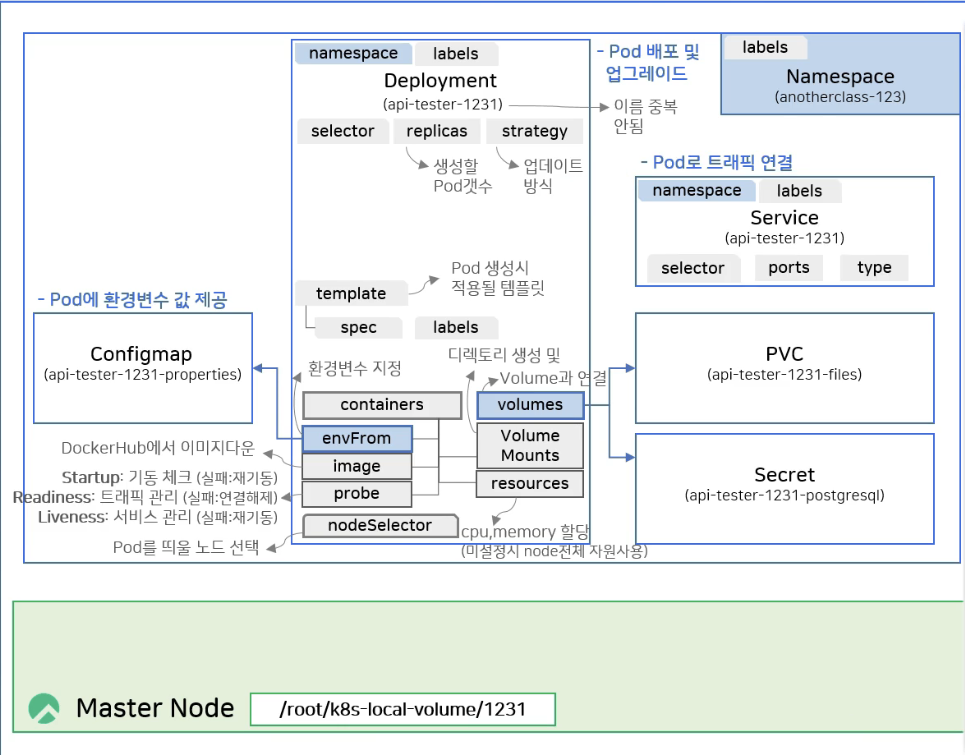 namespace
labels
Deployment
(api-tester-1231)
selector
replicas
strategy
생성할
Pod갯수
업데이트
방식
- Pod 배포 및
업그레이드
이름 중복
안됨
labels
Namespace
(anotherclass-123)
- Pod로 트래픽 연결
namespace
labels
Service
(api-tester-1231)
selector
ports
type
template
Pod 생성시
적용될 템플릿
spec
labels
- Pod에 환경변수 값 제공
Configmap
(api-tester-1231-properties)
환경변수 지정
디렉토리 생성 및
Volume과 연결
containers
volumes
envFrom
Volume
Mounts
image
probe
resources
nodeSelector
PVC
(api-tester-1231-files)
Secret
(api-tester-1231-postgresql)
DockerHub에서 이미지다운
Startup: 기동 체크 (실패:재기동)
Readiness: 트래픽 관리 (실패:연결해제)
Liveness: 서비스 관리 (실패:재기동)
Pod를 띄울 노드 선택
cpu,memory 할당
(미설정시 node전체 자원사용)
Master Node
/root/k8s-local-volume/1231